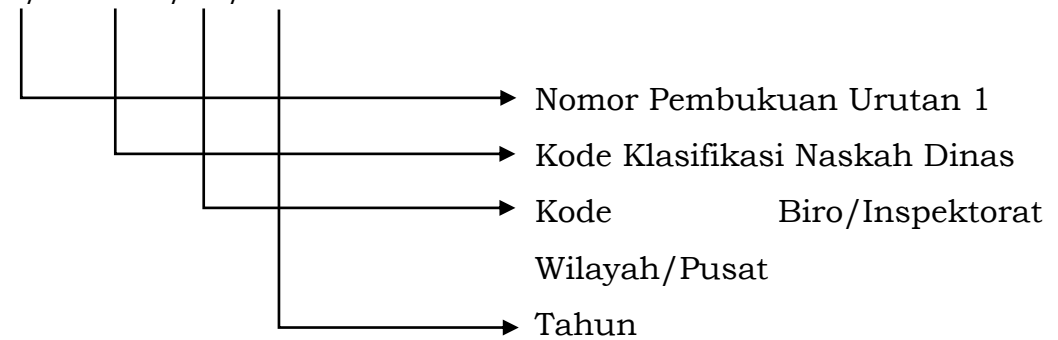 Nomor Pembukuan Urutan 1
Kode Klasifikasi Naskah Dinas
Kode Biro/Inspektorat
Wilayah/Pusat
Tahun